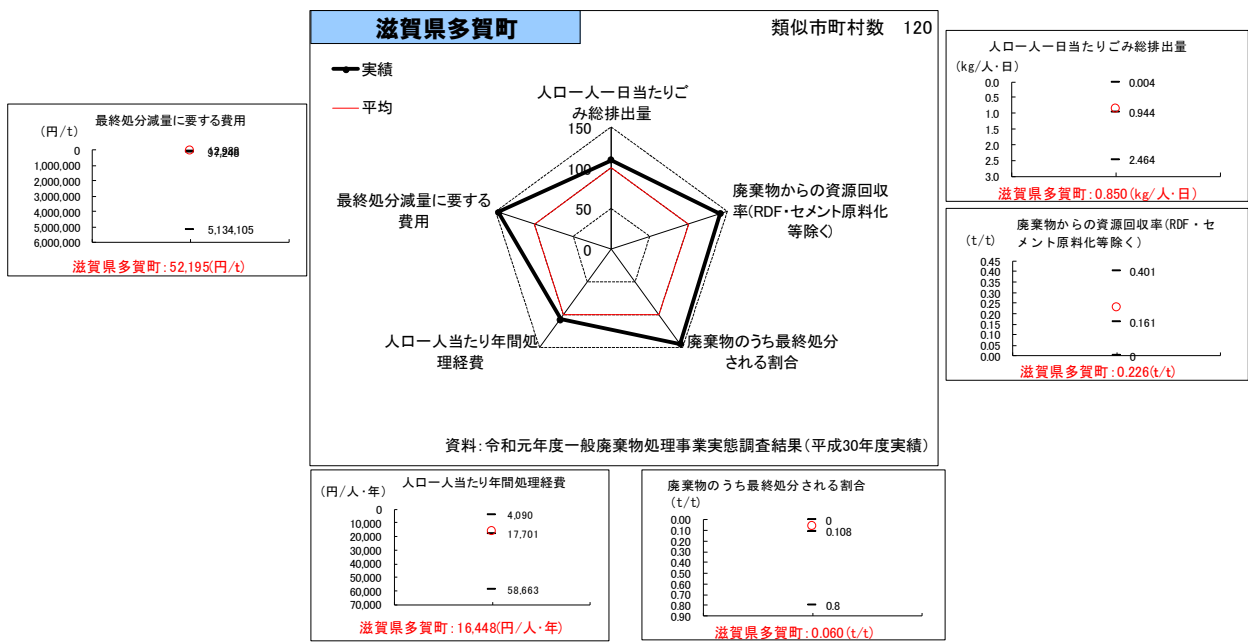 滋賀県多賀町
類似市町村数 120
実績
平均
人口一人一日当たりご
み総排出量
150
100
50
0
廃棄物からの資源回収
率(RDF・セメント原料化
等除く)
廃棄物のうち最終処分
される割合
人口一人当たり年間処
理経費
最終処分減量に要する
費用
資料:令和元年度一般廃棄物処理事業実態調査結果(平成30年度実績)
最終処分減量に要する費用
(円/t)
0
1,000,000
2,000,000
3,000,000
4,000,000
5,000,000
6,000,000
5,134,105
滋賀県多賀町:52,195(円/t)
人口一人一日当たりごみ総排出量
(kg/人・日)
0.0
0.5
1.0
1.5
2.0
2.5
3.0
0.004
0.944
2.464
滋賀県多賀町:0.850(kg/人・日)
廃棄物からの資源回収率(RDF・セ
メント原料化等除く)
(t/t)
0.45
0.40
0.35
0.30
0.25
0.20
0.15
0.10
0.05
0.00
0.401
0.161
0
滋賀県多賀町:0.226(t/t)
人口一人当たり年間処理経費
(円/人・年)
0
10,000
20,000
30,000
40,000
50,000
60,000
70,000
4,090
17,701
58,663
滋賀県多賀町:16,448(円/人・年)
廃棄物のうち最終処分される割合
(t/t)
0.00
0.10
0.20
0.30
0.40
0.50
0.60
0.70
0.80
0.90
0
0.108
0.8
滋賀県多賀町:0.060(t/t)